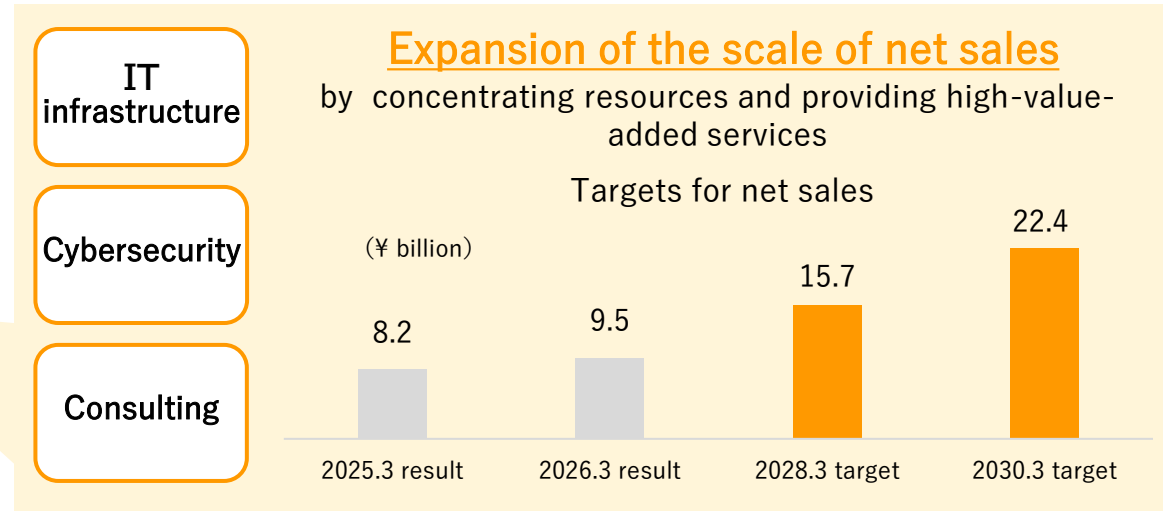 IT
infrastructure
Cybersecurity
Consulting
Expansion of the scale of net sales
by concentrating resources and providing high-value-
added services
Targets for net sales
(¥ billion)
8.2
9.5
15.7
22.4
2025.3 result
2026.3 result
2028.3 target
2030.3 target